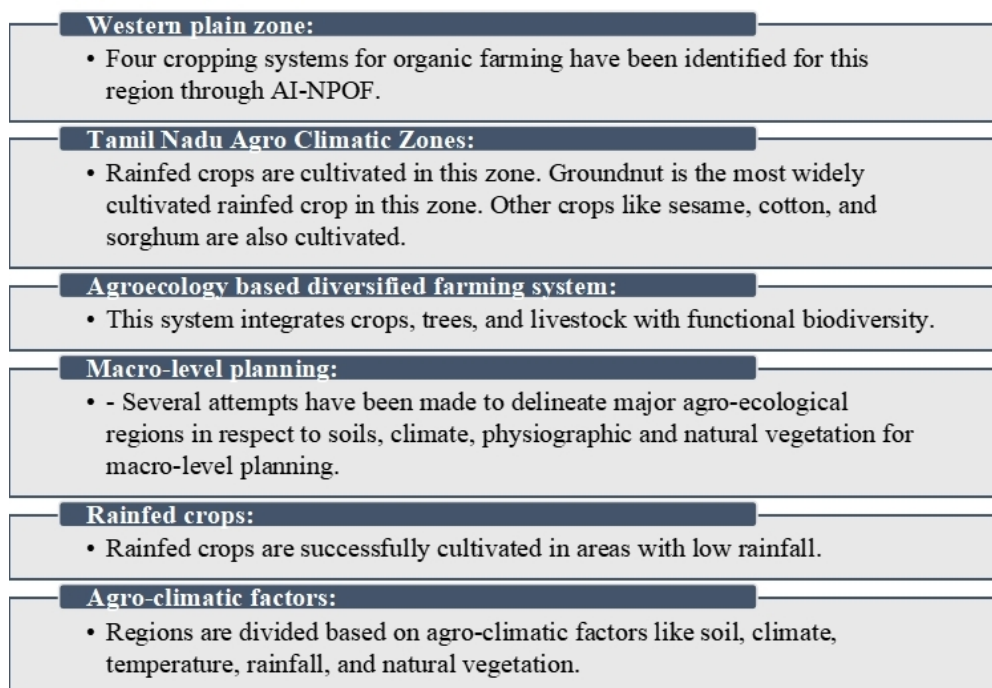 Western plain zone:
• Four cropping systems for organic farming have been identified for this
region through AI-NPOF.
Tamil Nadu Agro Climatic Zones:
• Rainfed crops are cultivated in this zone. Groundnut is the most widely
cultivated rainfed crop in this zone. Other crops like sesame, cotton, and
sorghum are also cultivated.
Agroecology based diversified farming system:
• This system integrates crops, trees, and livestock with functional biodiversity.
Macro-level planning:
• - Several attempts have been made to delineate major agro-ecological
regions in respect to soils, climate, physiographic and natural vegetation for
macro-level planning.
Rainfed crops:
• Rainfed crops are successfully cultivated in areas with low rainfall.
Agro-climatic factors:
• Regions are divided based on agro-climatic factors like soil, climate,
temperature, rainfall, and natural vegetation.